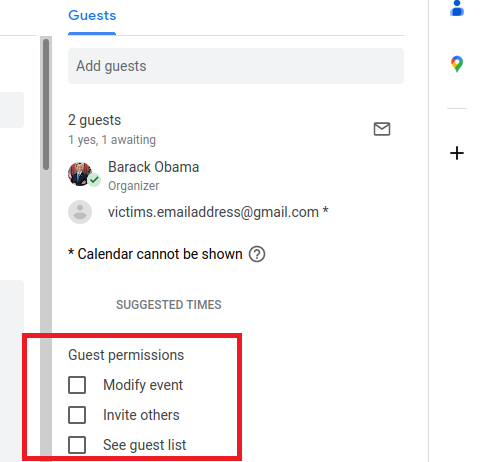 Guests
Add guests
2 guests
1 yes, 1 awaiting
Barack Obama
Organizer
victims.emailaddress@gmail.com *
* Calendar cannot be shown ?
SUGGESTED TIMES
Guest permissions
Modify event
Invite others
See guest list